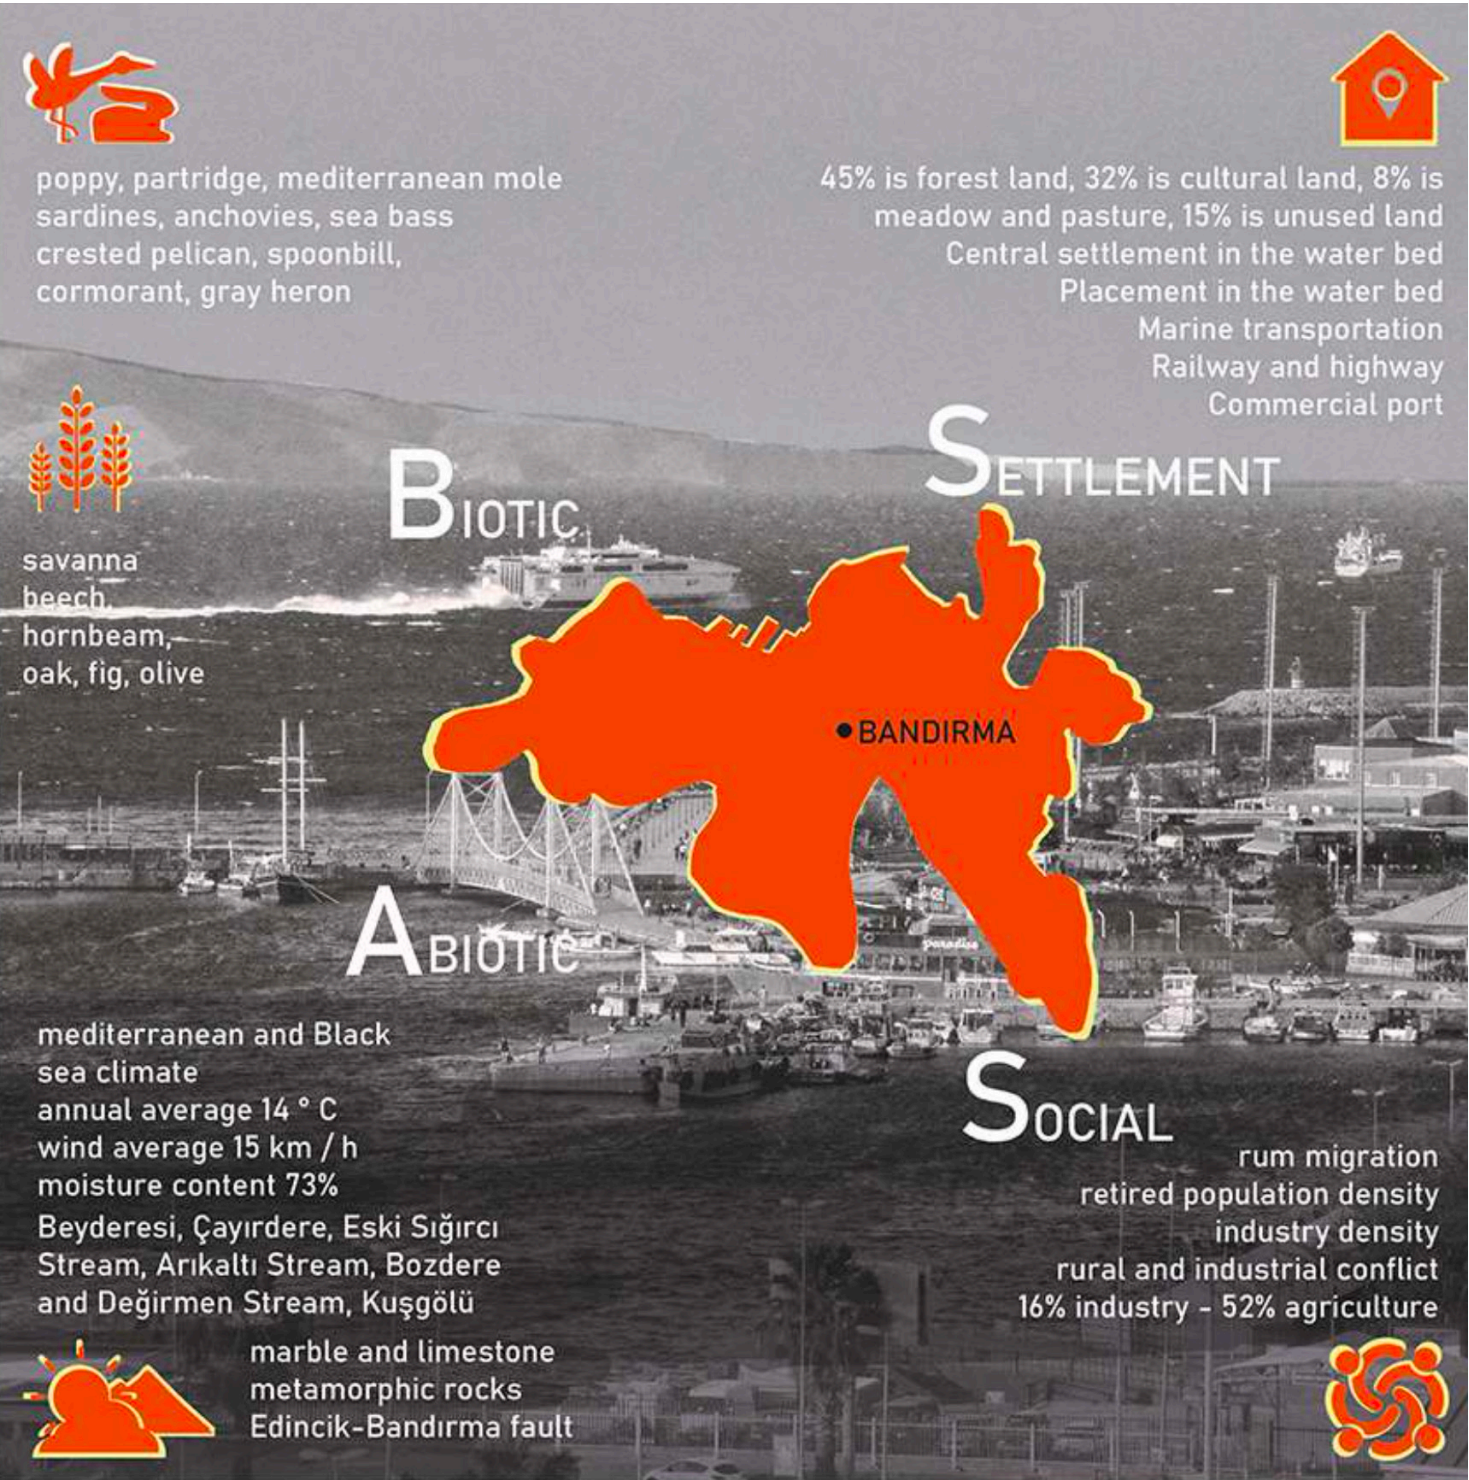 poppy, partridge, mediterranean mole
sardines, anchovies, sea bass
crested pelican, spoonbill,
cormorant, gray heron
45% is forest land, 32% is cultural land, 8% is
meadow and pasture, 15% is unused land
Central settlement in the water bed
Placement in the water bed
Marine transportation
Railway and highway
Commercial port
SETTLEMENT
BIOTIC
savanna
beech,
hornbeam,
oak, fig, olive
BANDIRMA
paradise
ABIOTIC
mediterranean and Black
sea climate
annual average 14 ° C
wind average 15 km / h
moisture content 73%
Beyderesi, Çayırdere, Eski Sığırcı
Stream, Arıkaltı Stream, Bozdere
and Değirmen Stream, Kuşgölü
marble and limestone
metamorphic rocks
Edincik-Bandırma fault
SOCIAL
rum migration
retired population density
industry density
rural and industrial conflict
16% industry - 52% agriculture